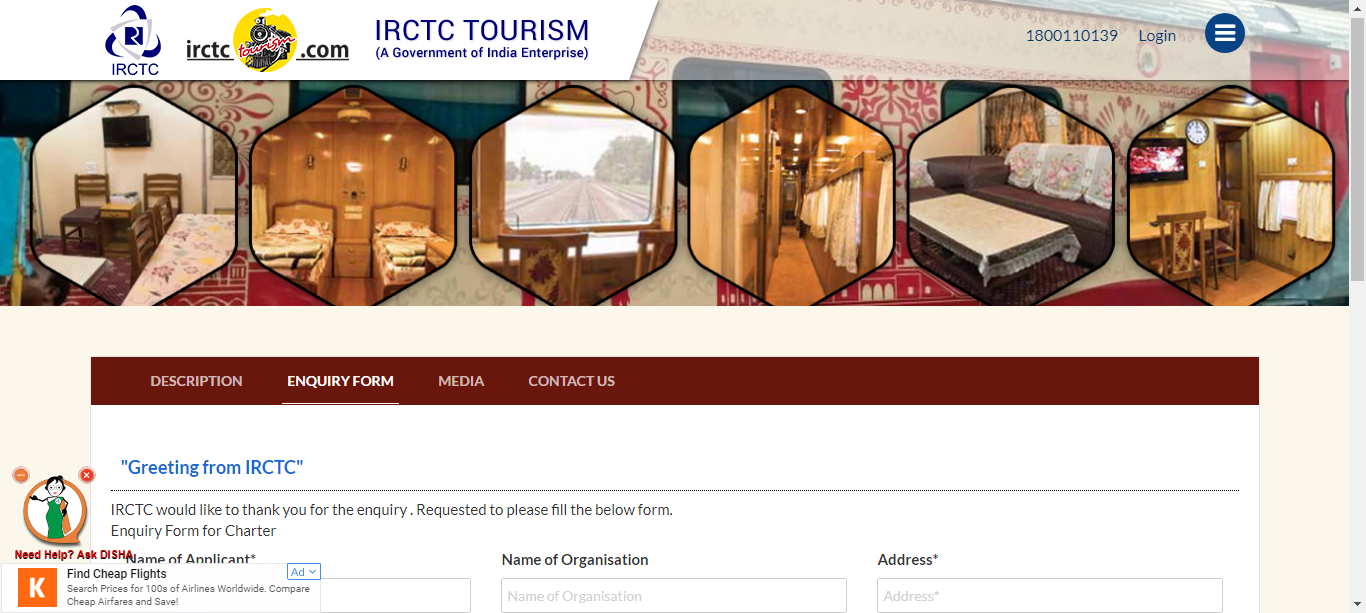 IRCTC
irctc tourism .com
IRCTC TOURISM
(A Government of India Enterprise)
1800110139 Login
DESCRIPTION ENQUIRY FORM MEDIA CONTACT US
"Greeting from IRCTC"
IRCTC would like to thank you for the enquiry . Requested to please fill the below form.
Enquiry Form for Charter
Need Help? Ask DISHA
Name of Applicant* Name of Organisation Address*
Name of Organisation Address*
K
Find Cheap Flights
Ad
Search Prices for 100s of Airlines Worldwide. Compare
Cheap Airfares and Save!